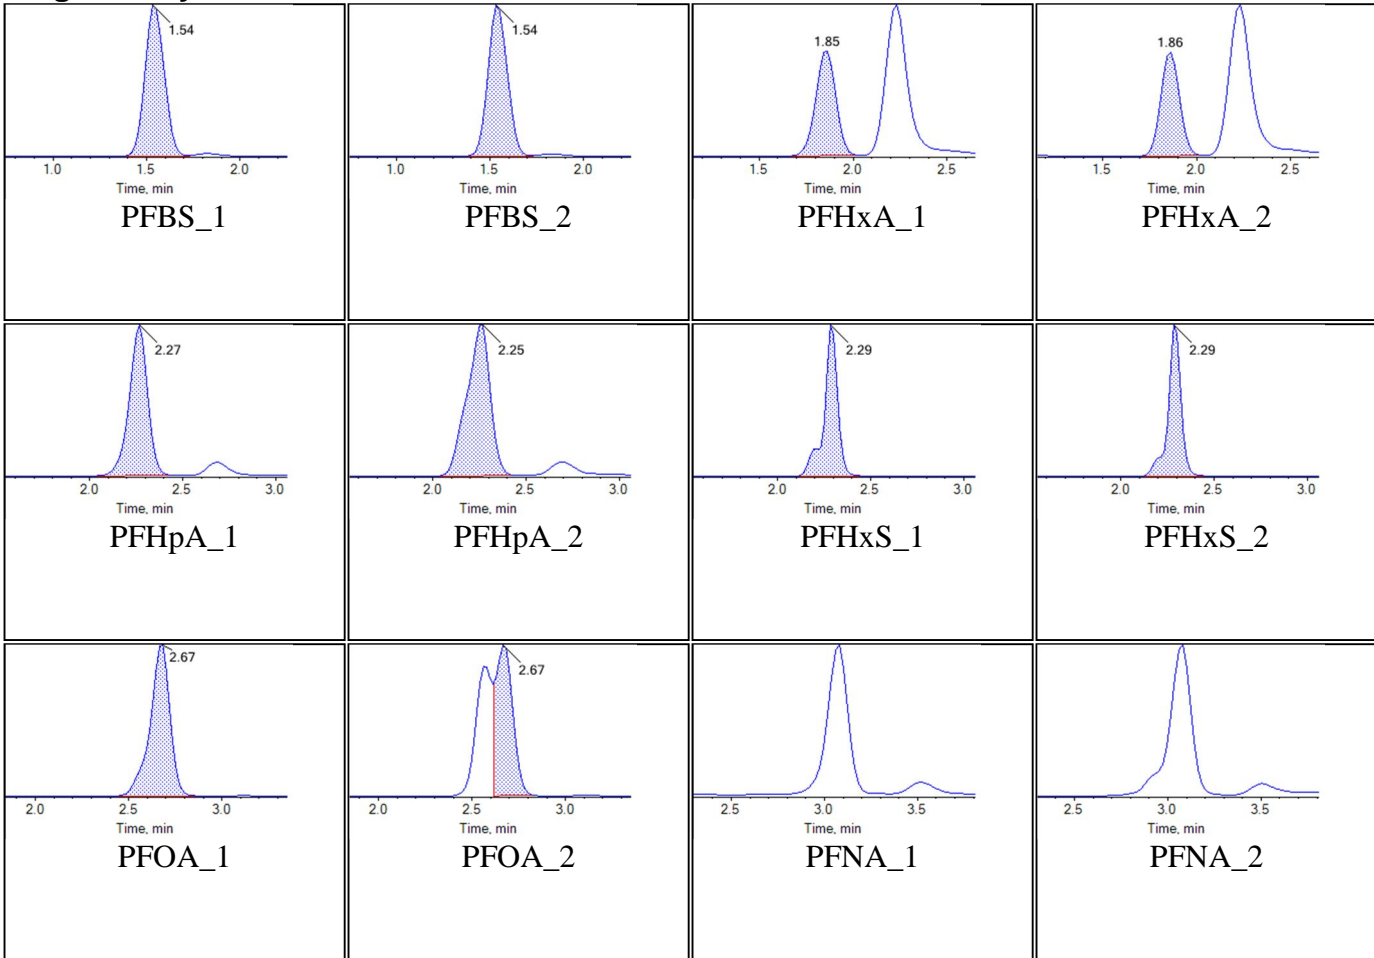 1.54
1.0 1.5 2.0
Time, min
PFBS_1
1.54
1.0 1.5 2.0
Time, min
PFBS_2
1.85
1.5 2.0 2.5
Time, min
PFHxA_1
1.86
1.5 2.0 2.5
Time, min
PFHxA_2
2.27
2.0 2.5 3.0
Time, min
PFHpA_1
2.25
2.0 2.5 3.0
Time, min
PFHpA_2
2.29
2.0 2.5 3.0
Time, min
PFHxS_1
2.29
2.0 2.5 3.0
Time, min
PFHxS_2
2.67
2.0 2.5 3.0
Time, min
PFOA_1
2.67
2.0 2.5 3.0
Time, min
PFOA_2
2.5 3.0 3.5
Time, min
PFNA_1
2.5 3.0 3.5
Time, min
PFNA_2